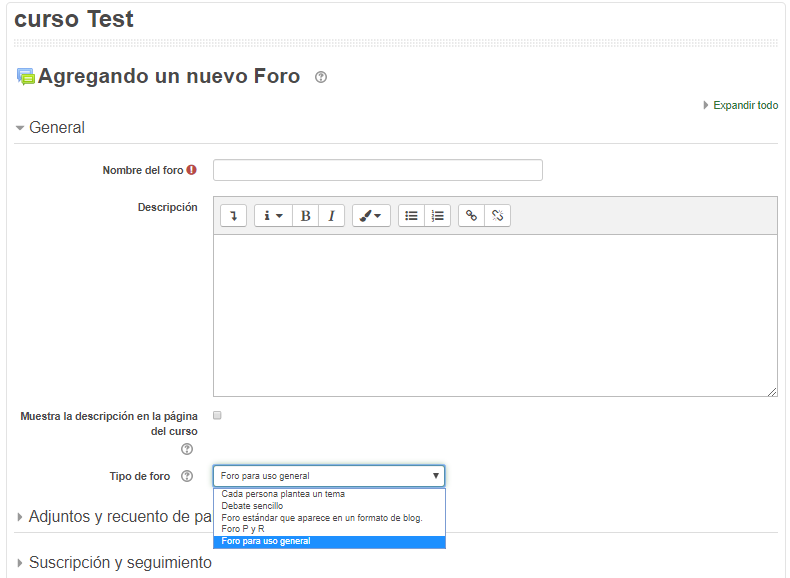 curso Test
Agregando un nuevo Foro
Expandir todo
General
Nombre del foro
Descripción
i B I
Muestra la descripción en la página
del curso
Tipo de foro
Foro para uso general
Cada persona plantea un tema
Debate sencillo
Foro estándar que aparece en un formato de blog.
Foro P y R
Foro para uso general
Adjuntos y recuento de pa
Suscripción y seguimiento